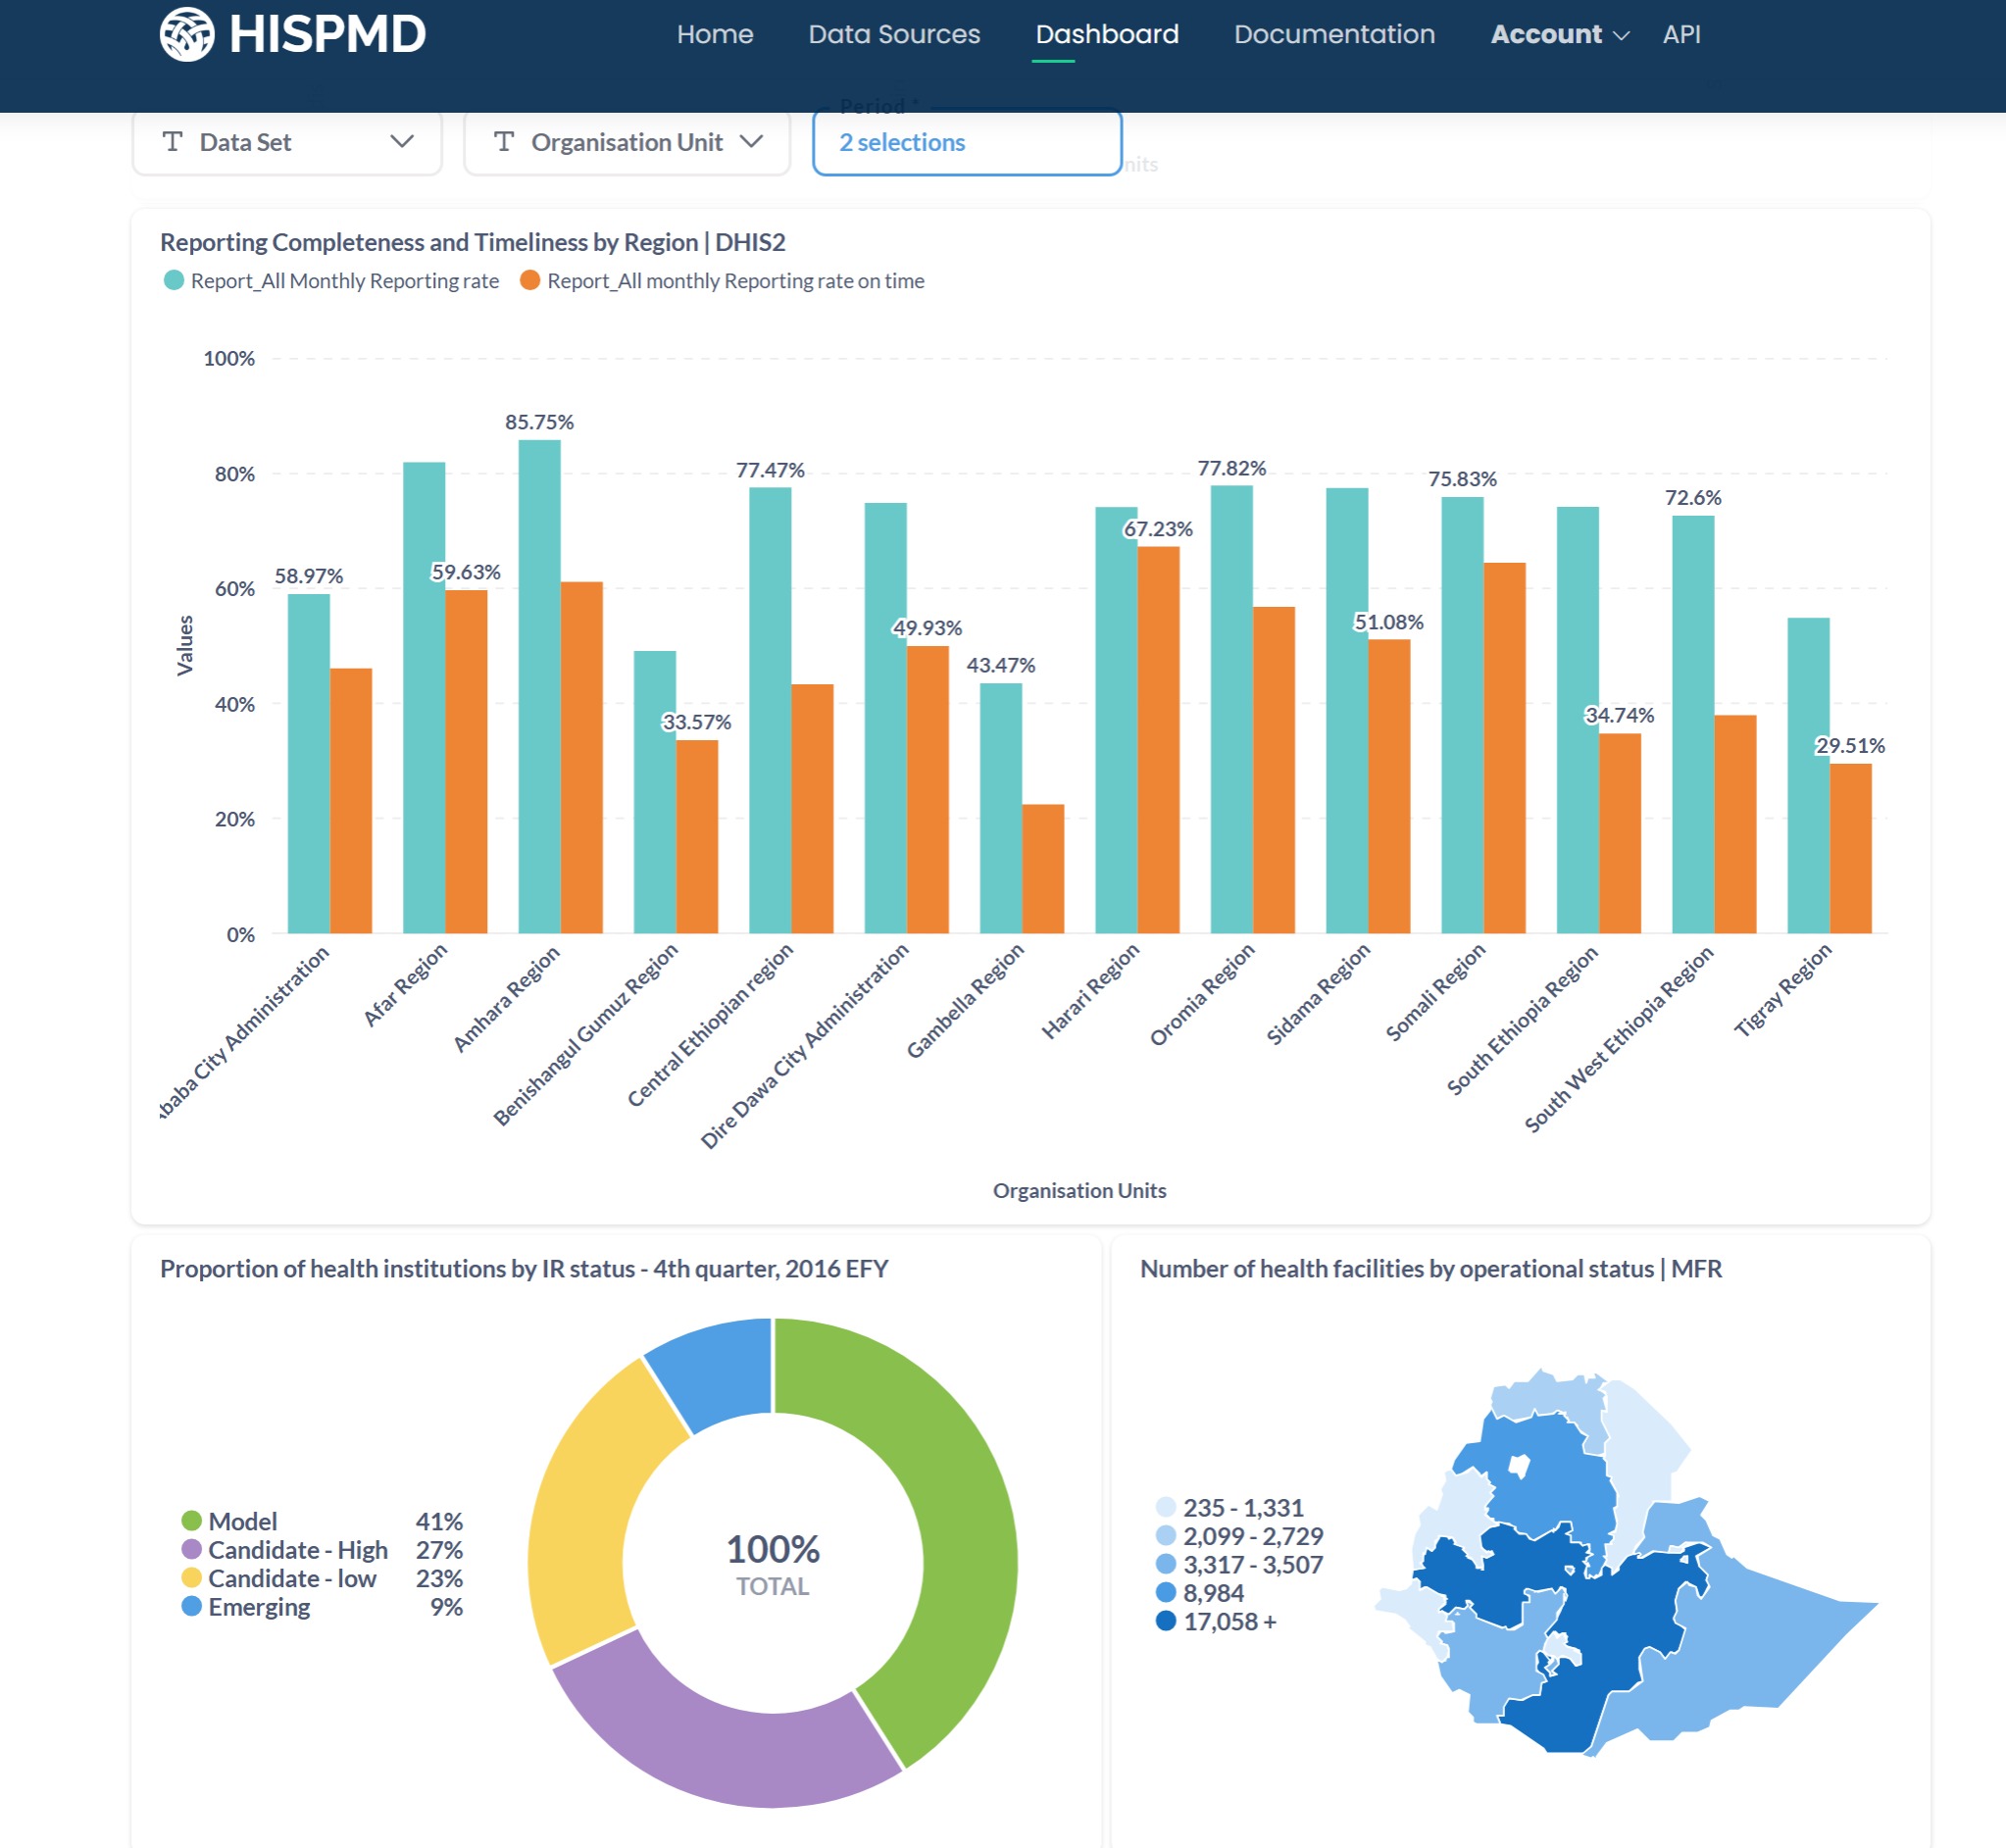 HISPMD
Home Data Sources Dashboard Documentation Account API
Period *
T Data Set T Organisation Unit 2 selections
nits
Reporting Completeness and Timeliness by Region | DHIS2
Report_All Monthly Reporting rate Report_All monthly Reporting rate on time
100%
80%
60%
40%
20%
0%
Values
58.97%
59.63%
85.75%
33.57%
77.47%
49.93%
43.47%
67.23%
77.82%
51.08%
75.83%
34.74%
72.6%
29.51%
baba City Administration
Afar Region
Amhara Region
Benishangul Gumuz Region
Central Ethiopian region
Dire Dawa City Administration
Gambella Region
Harari Region
Oromia Region
Sidama Region
Somali Region
South Ethiopia Region
South West Ethiopia Region
Tigray Region
Organisation Units
Proportion of health institutions by IR status - 4th quarter, 2016 EFY
Model 41%
Candidate - High 27%
Candidate - low 23%
Emerging 9%
100%
TOTAL
Number of health facilities by operational status | MFR
235 - 1,331
2,099 - 2,729
3,317 - 3,507
8,984
17,058 +